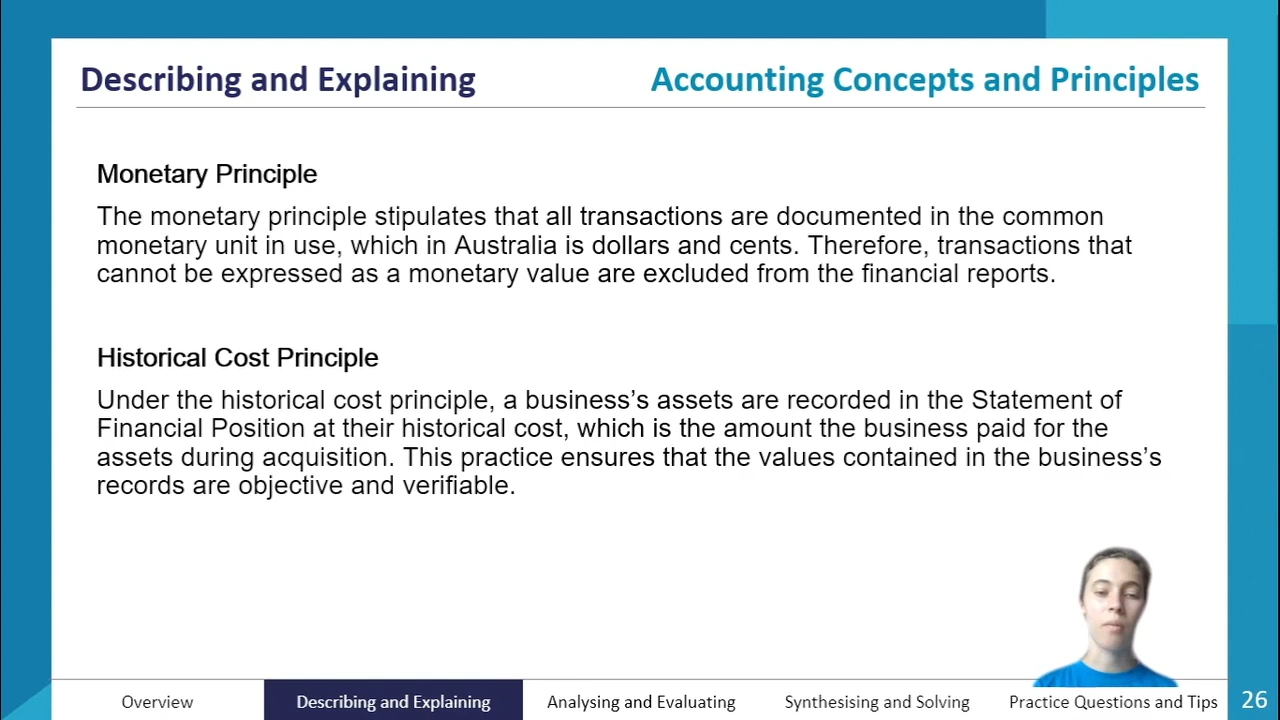 Describing and Explaining
Accounting Concepts and Principles
Monetary Principle
The monetary principle stipulates that all transactions are documented in the common
monetary unit in use, which in Australia is dollars and cents. Therefore, transactions that
cannot be expressed as a monetary value are excluded from the financial reports.
Historical Cost Principle
Under the historical cost principle, a business’s assets are recorded in the Statement of
Financial Position at their historical cost, which is the amount the business paid for the
assets during acquisition. This practice ensures that the values contained in the business’s
records are objective and verifiable.
Overview
Describing and Explaining
Analysing and Evaluating
Synthesising and Solving
Practice Questions and Tips
26